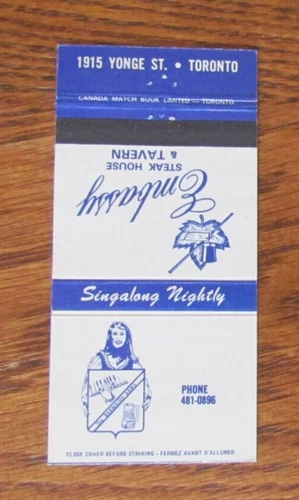 1915 YONGE ST. • TORONTO
CANADA MATCH BOOK LIMITED — TORONTO
Embassy
STEAK HOUSE
& TAVERN
Singalong Nightly
PHONE
481-0896
CLOSE COVER BEFORE STRIKING - FERMEZ AVANT D'ALLUMER